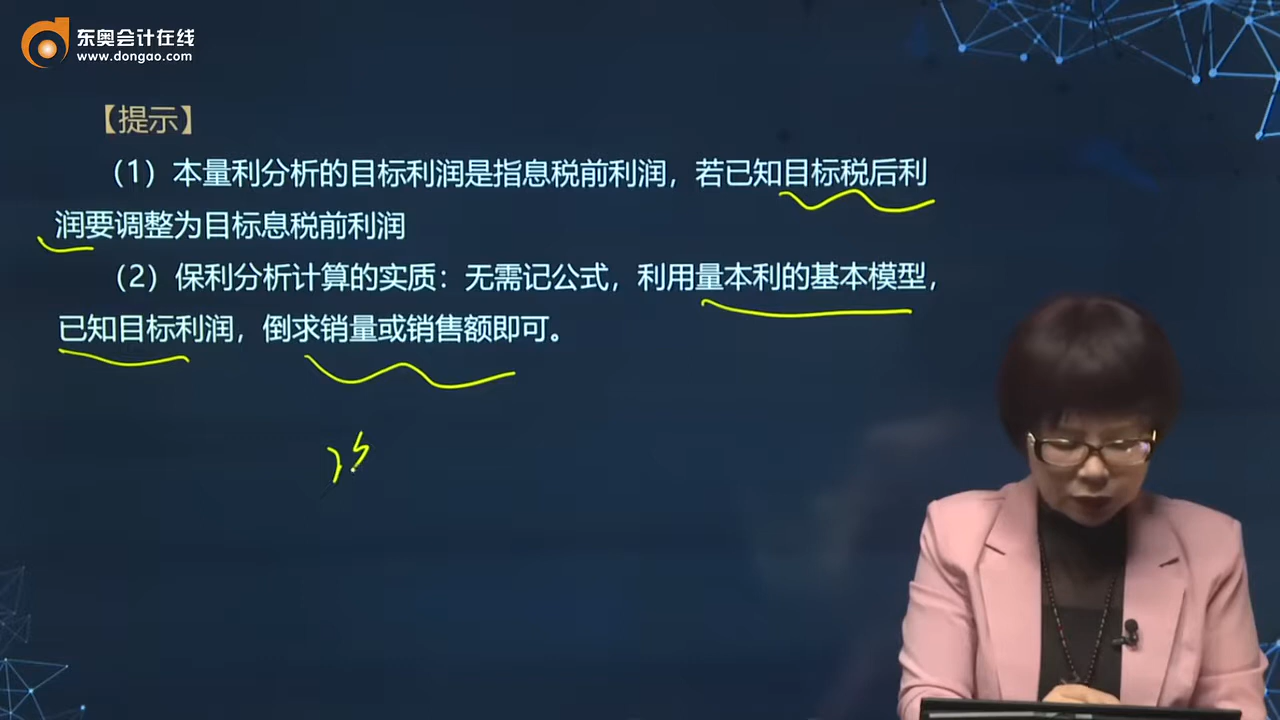 东奥会计在线
www.dongao.com
【提示】
（1）本量利分析的目标利润是指息税前利润，若已知目标税后利
润要调整为目标息税前利润
（2）保利分析计算的实质：无需记公式，利用量本利的基本模型，
已知目标利润，倒求销量或销售额即可。